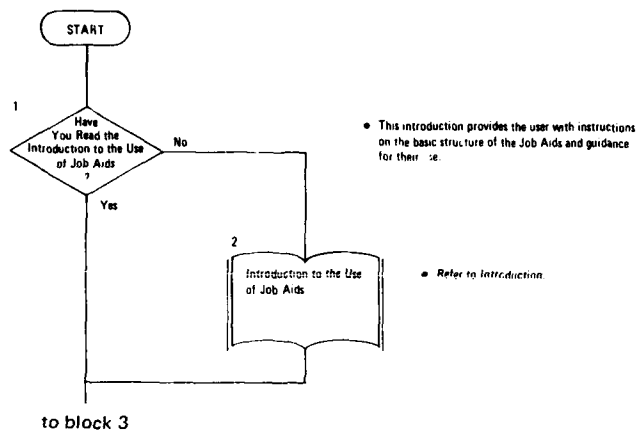 START
1
Have
You Read the
Introduction to the Use
of Job Aids
?
No
Yes
• This introduction provides the user with instructions
on the basic structure of the Job Aids and guidance
for their
2
Introduction to the Use
of Job Aids
• Refer to Introduction.
to block 3